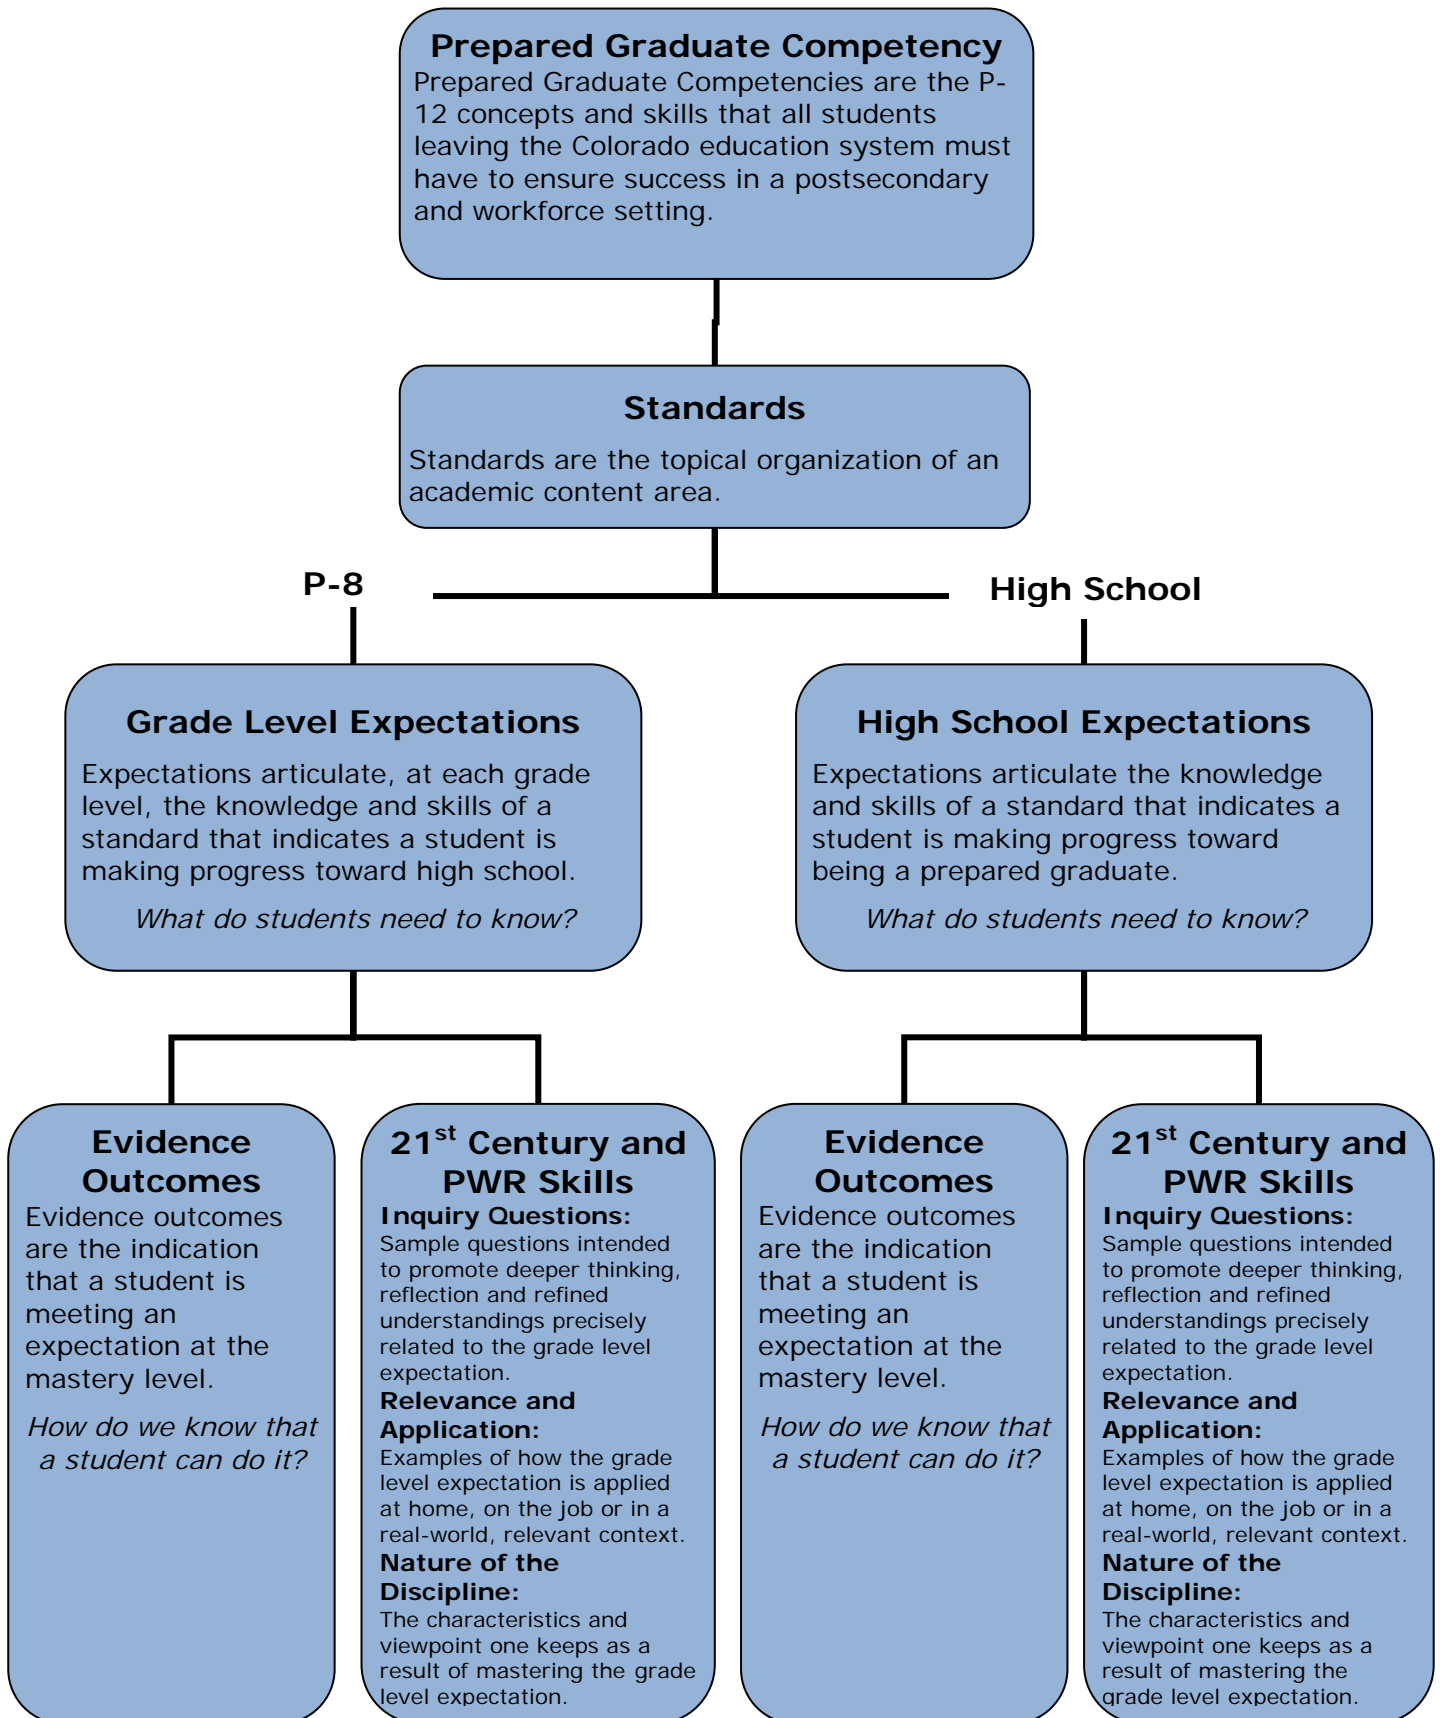 Prepared Graduate Competency
Prepared Graduate Competencies are the P-
12 concepts and skills that all students
leaving the Colorado education system must
have to ensure success in a postsecondary
and workforce setting.
Standards
Standards are the topical organization of an
academic content area.
P-8
High School
Grade Level Expectations
Expectations articulate, at each grade
level, the knowledge and skills of a
standard that indicates a student is
making progress toward high school.
What do students need to know?
High School Expectations
Expectations articulate the knowledge
and skills of a standard that indicates a
student is making progress toward
being a prepared graduate.
What do students need to know?
Evidence
Outcomes
Evidence outcomes
are the indication
that a student is
meeting an
expectation at the
mastery level.
How do we know that
a student can do it?
21st Century and
PWR Skills
Inquiry Questions:
Sample questions intended
to promote deeper thinking,
reflection and refined
understandings precisely
related to the grade level
expectation.
Relevance and
Application:
Examples of how the grade
level expectation is applied
at home, on the job or in a
real-world, relevant context.
Nature of the
Discipline:
The characteristics and
viewpoint one keeps as a
result of mastering the grade
level expectation.
Evidence
Outcomes
Evidence outcomes
are the indication
that a student is
meeting an
expectation at the
mastery level.
How do we know that
a student can do it?
21st Century and
PWR Skills
Inquiry Questions:
Sample questions intended
to promote deeper thinking,
reflection and refined
understandings precisely
related to the grade level
expectation.
Relevance and
Application:
Examples of how the grade
level expectation is applied
at home, on the job or in a
real-world, relevant context.
Nature of the
Discipline:
The characteristics and
viewpoint one keeps as a
result of mastering the
grade level expectation.